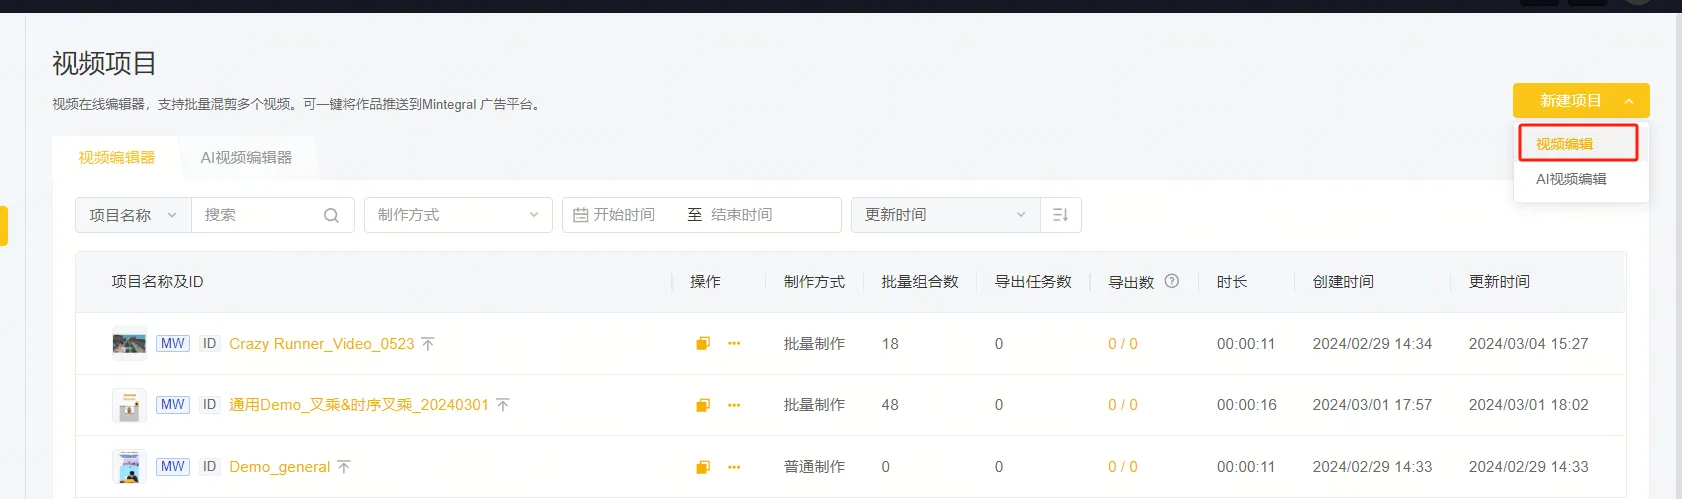 视频项目
视频在线编辑器，支持批量混剪多个视频。可一键将作品推送到Mintegral 广告平台。
新建项目
视频编辑
AI视频编辑
视频编辑器 AI视频编辑器
项目名称 搜索 制作方式 开始时间 至 结束时间 更新时间
项目名称及ID 操作 制作方式 批量组合数 导出任务数 导出数 时长 创建时间 更新时间
MW ID Crazy Runner_Video_0523 批量制作 18 0 0 / 0 00:00:11 2024/02/29 14:34 2024/03/04 15:27
MW ID 通用Demo_叉乘&时序叉乘_20240301 批量制作 48 0 0 / 0 00:00:16 2024/03/01 17:57 2024/03/01 18:02
MW ID Demo_general 普通制作 0 0 0 / 0 00:00:11 2024/02/29 14:33 2024/02/29 14:33